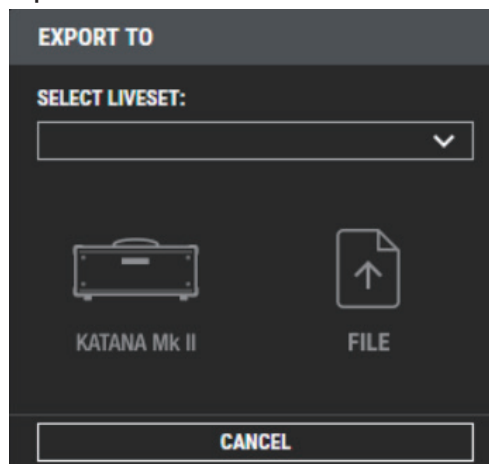 EXPORT TO
SELECT LIVESET:
KATANA Mk II
FILE
CANCEL